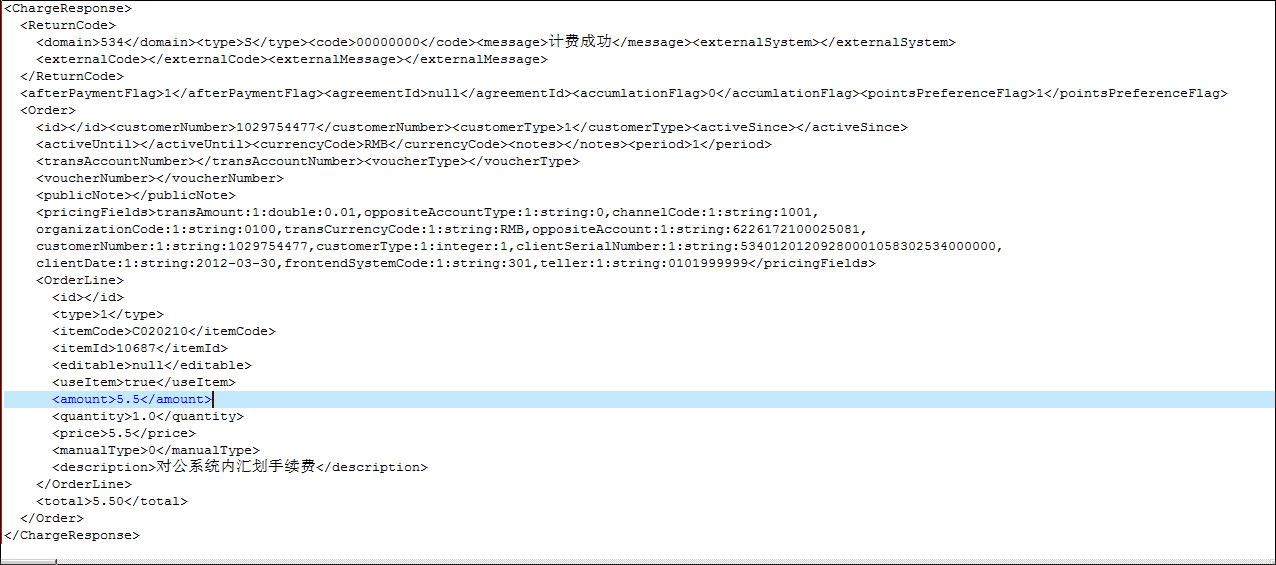 <ChargeResponse>
<ReturnCode>
<domain>534</domain><type>S</type><code>00000000</code><message>计费成功</message><externalSystem></externalSystem>
<externalCode></externalCode><externalMessage></externalMessage>
</ReturnCode>
<afterPaymentFlag>1</afterPaymentFlag><agreementId>null</agreementId><accumlationFlag>0</accumlationFlag><pointsPreferenceFlag>1</pointsPreferenceFlag>
<Order>
<id></id><customerNumber>1029754477</customerNumber><customerType>1</customerType><activeSince></activeSince>
<activeUntil></activeUntil><currencyCode>RMB</currencyCode><notes></notes><period>1</period>
<transAccountNumber></transAccountNumber><voucherType></voucherType>
<voucherNumber></voucherNumber>
<publicNote></publicNote>
<pricingFields>transAmount:1:double:0.01,oppositeAccountType:1:string:0,channelCode:1:string:1001,
organizationCode:1:string:0100,transCurrencyCode:1:string:RMB,oppositeAccount:1:string:6226172100025081,
customerNumber:1:string:1029754477,customerType:1:integer:1,clientSerialNumber:1:string:53401201209280001058302534000000,
clientDate:1:string:2012-03-30,frontendSystemCode:1:string:301,teller:1:string:0101999999</pricingFields>
<OrderLine>
<id></id>
<type>1</type>
<itemCode>C020210</itemCode>
<itemId>10687</itemId>
<editable>null</editable>
<useItem>true</useItem>
<amount>5.5</amount>
<quantity>1.0</quantity>
<price>5.5</price>
<manualType>0</manualType>
<description>对公系统内汇划手续费</description>
</OrderLine>
<total>5.50</total>
</Order>
</ChargeResponse>